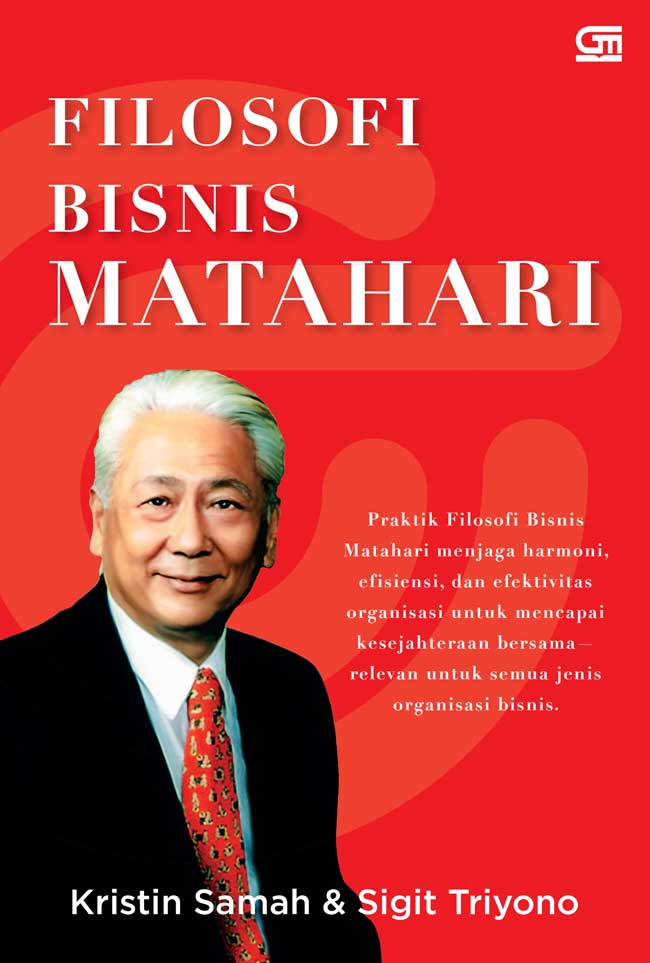 GM
FILOSOFI
BISNIS
MATAHARI
Praktik Filosofi Bisnis
Matahari menjaga harmoni,
efisiensi, dan efektivitas
organisasi untuk mencapai
kesejahteraan bersama—
relevan untuk semua jenis
organisasi bisnis.
Kristin Samah & Sigit Triyono